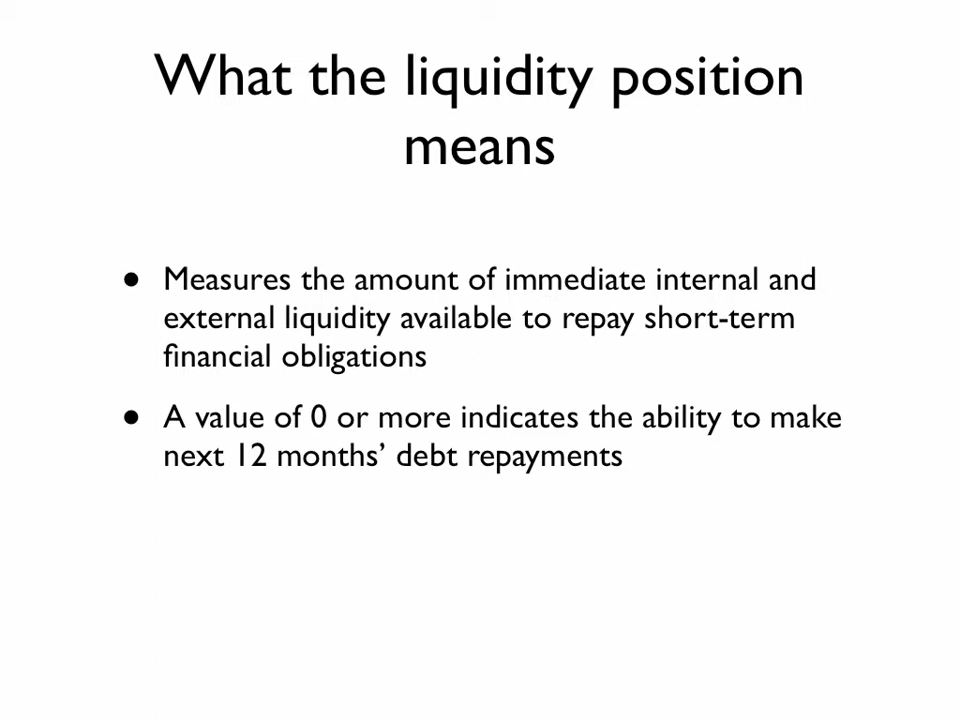 What the liquidity position
means
● Measures the amount of immediate internal and
external liquidity available to repay short-term
financial obligations
● A value of 0 or more indicates the ability to make
next 12 months’ debt repayments